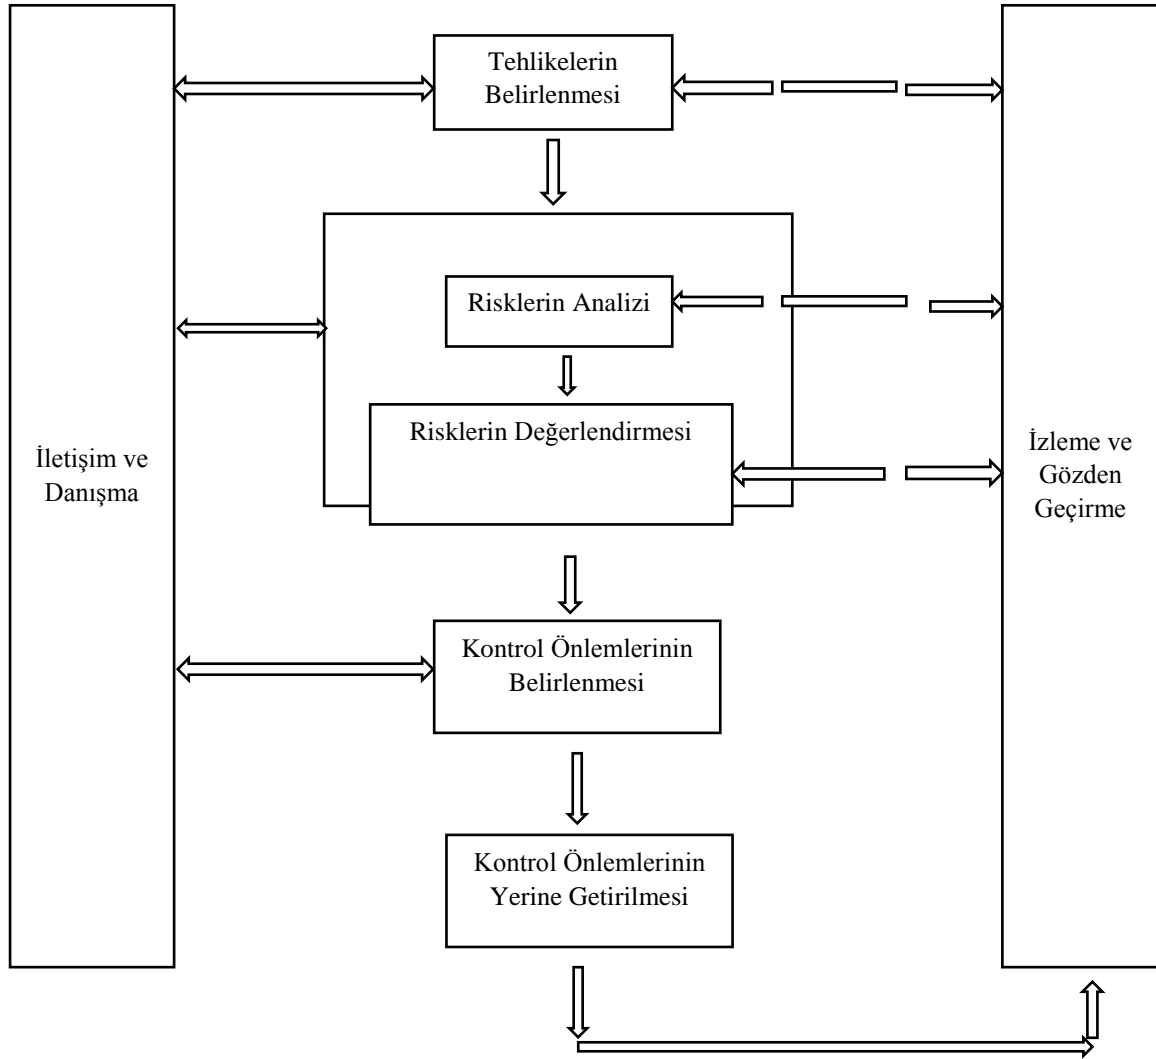 Tehlikelerin
Belirlenmesi
Risklerin Analizi
Risklerin Değerlendirmesi
İletişim ve
Danışma
İzleme ve
Gözden
Geçirme
Kontrol Önlemlerinin
Belirlenmesi
Kontrol Önlemlerinin
Yerine Getirilmesi